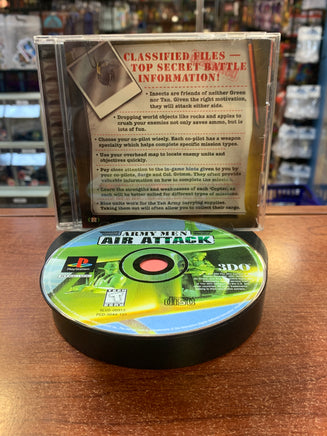 CLASSIFIED FILES —
TOP SECRET BATTLE
INFORMATION!
• Insects are friends of neither Green
nor Tan. Given the right motivation,
they will attack either side.
• Dropping world objects like rocks and apples to
crush your enemies not only saves ammo, but is
lots of fun.
• Choose your co-pilot wisely. Each co-pilot has a weapon
specialty which helps complete specific mission types.
• Use your overhead map to locate enemy units and
objectives quickly.
• Pay close attention to the in-game hints given to you by
your co-pilots, Sarge and Col. Grimm. They often provide
information on how to complete the mission.
• Learn the strengths and weaknesses of each 'Copter, as
each will be better suited for different types of missions.
• Blue units work for the Tan Army carrying supplies.
Taking them out will often allow you to collect their cargo.
ARMY MEN
AIR ATTACK
PlayStation
3DO
disc